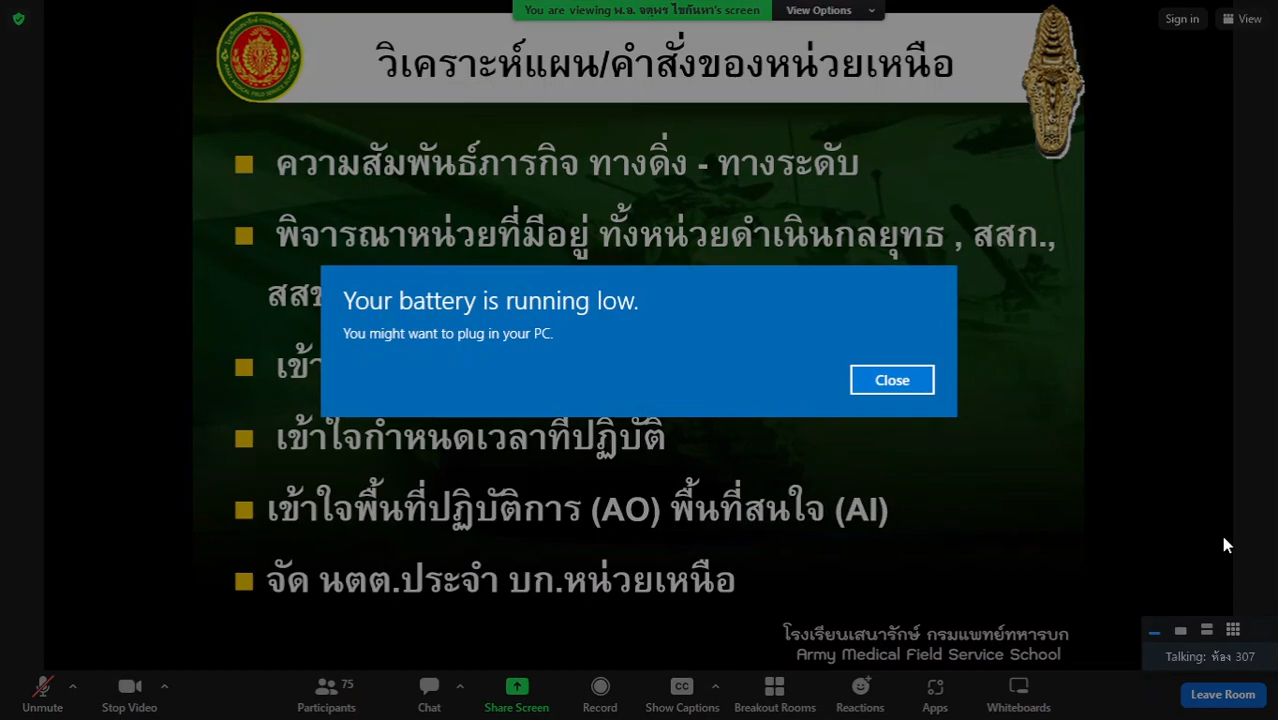 You are viewing พ.อ. จตุพร ไขกันหา's screen
View Options
Sign in
View
วิเคราะห์แผน/คำสั่งของหน่วยเหนือ
ARMY MEDICAL FIELD SERVICE SCHOOL
ความสัมพันธ์ภารกิจ ทางดิ่ง - ทางระดับ
พิจารณาหน่วยที่มีอยู่ ทั้งหน่วยดำเนินกลยุทธ , สสก.,
Your battery is running low.
You might want to plug in your PC.
Close
เข้าใจกำหนดเวลาที่ปฏิบัติ
เข้าใจพื้นที่ปฏิบัติการ (AO) พื้นที่สนใจ (AI)
จัด นตต.ประจำ บก.หน่วยเหนือ
โรงเรียนเสนารักษ์ กรมแพทย์ทหารบก
Army Medical Field Service School
Talking: ห้อง 307
Unmute
Stop Video
75
Participants
Chat
Share Screen
Record
CC
Show Captions
Breakout Rooms
Reactions
Apps
Whiteboards
Leave Room